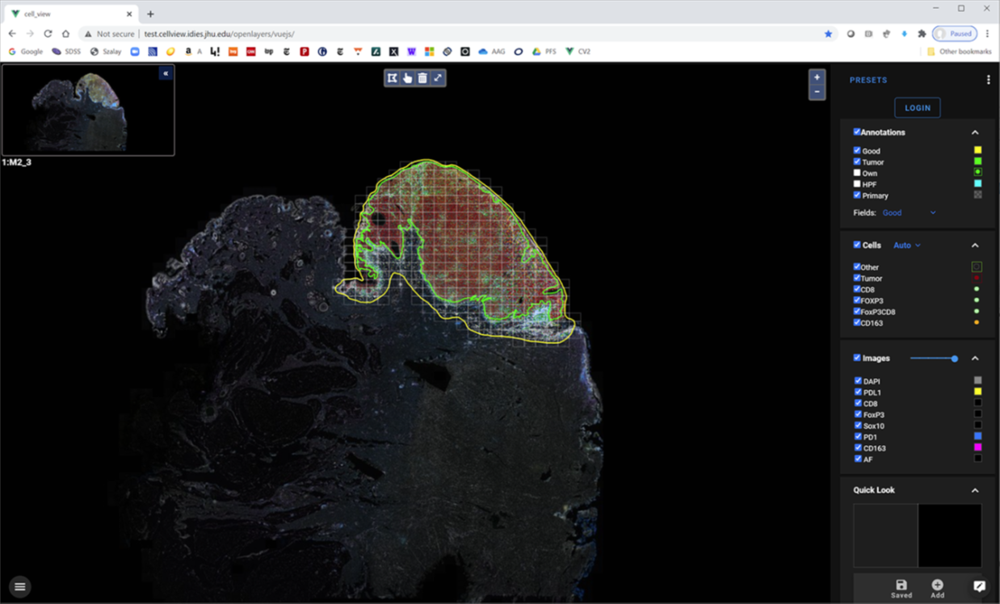 cell_view
Not secure | test.cellview.idies.jhu.edu/openlayers/vuejs/
Paused
Google SDSS Szalay AAG PFS CV2 Other bookmarks
1:M2_3
PRESETS
LOGIN
Annotations
Good
Tumor
Own
HPF
Primary
Fields: Good
Cells Auto
Other
Tumor
CD8
FOXP3
FoxP3CD8
CD163
Images
DAPI
PDL1
CD8
FoxP3
Sox10
PD1
CD163
AF
Quick Look
Saved Add